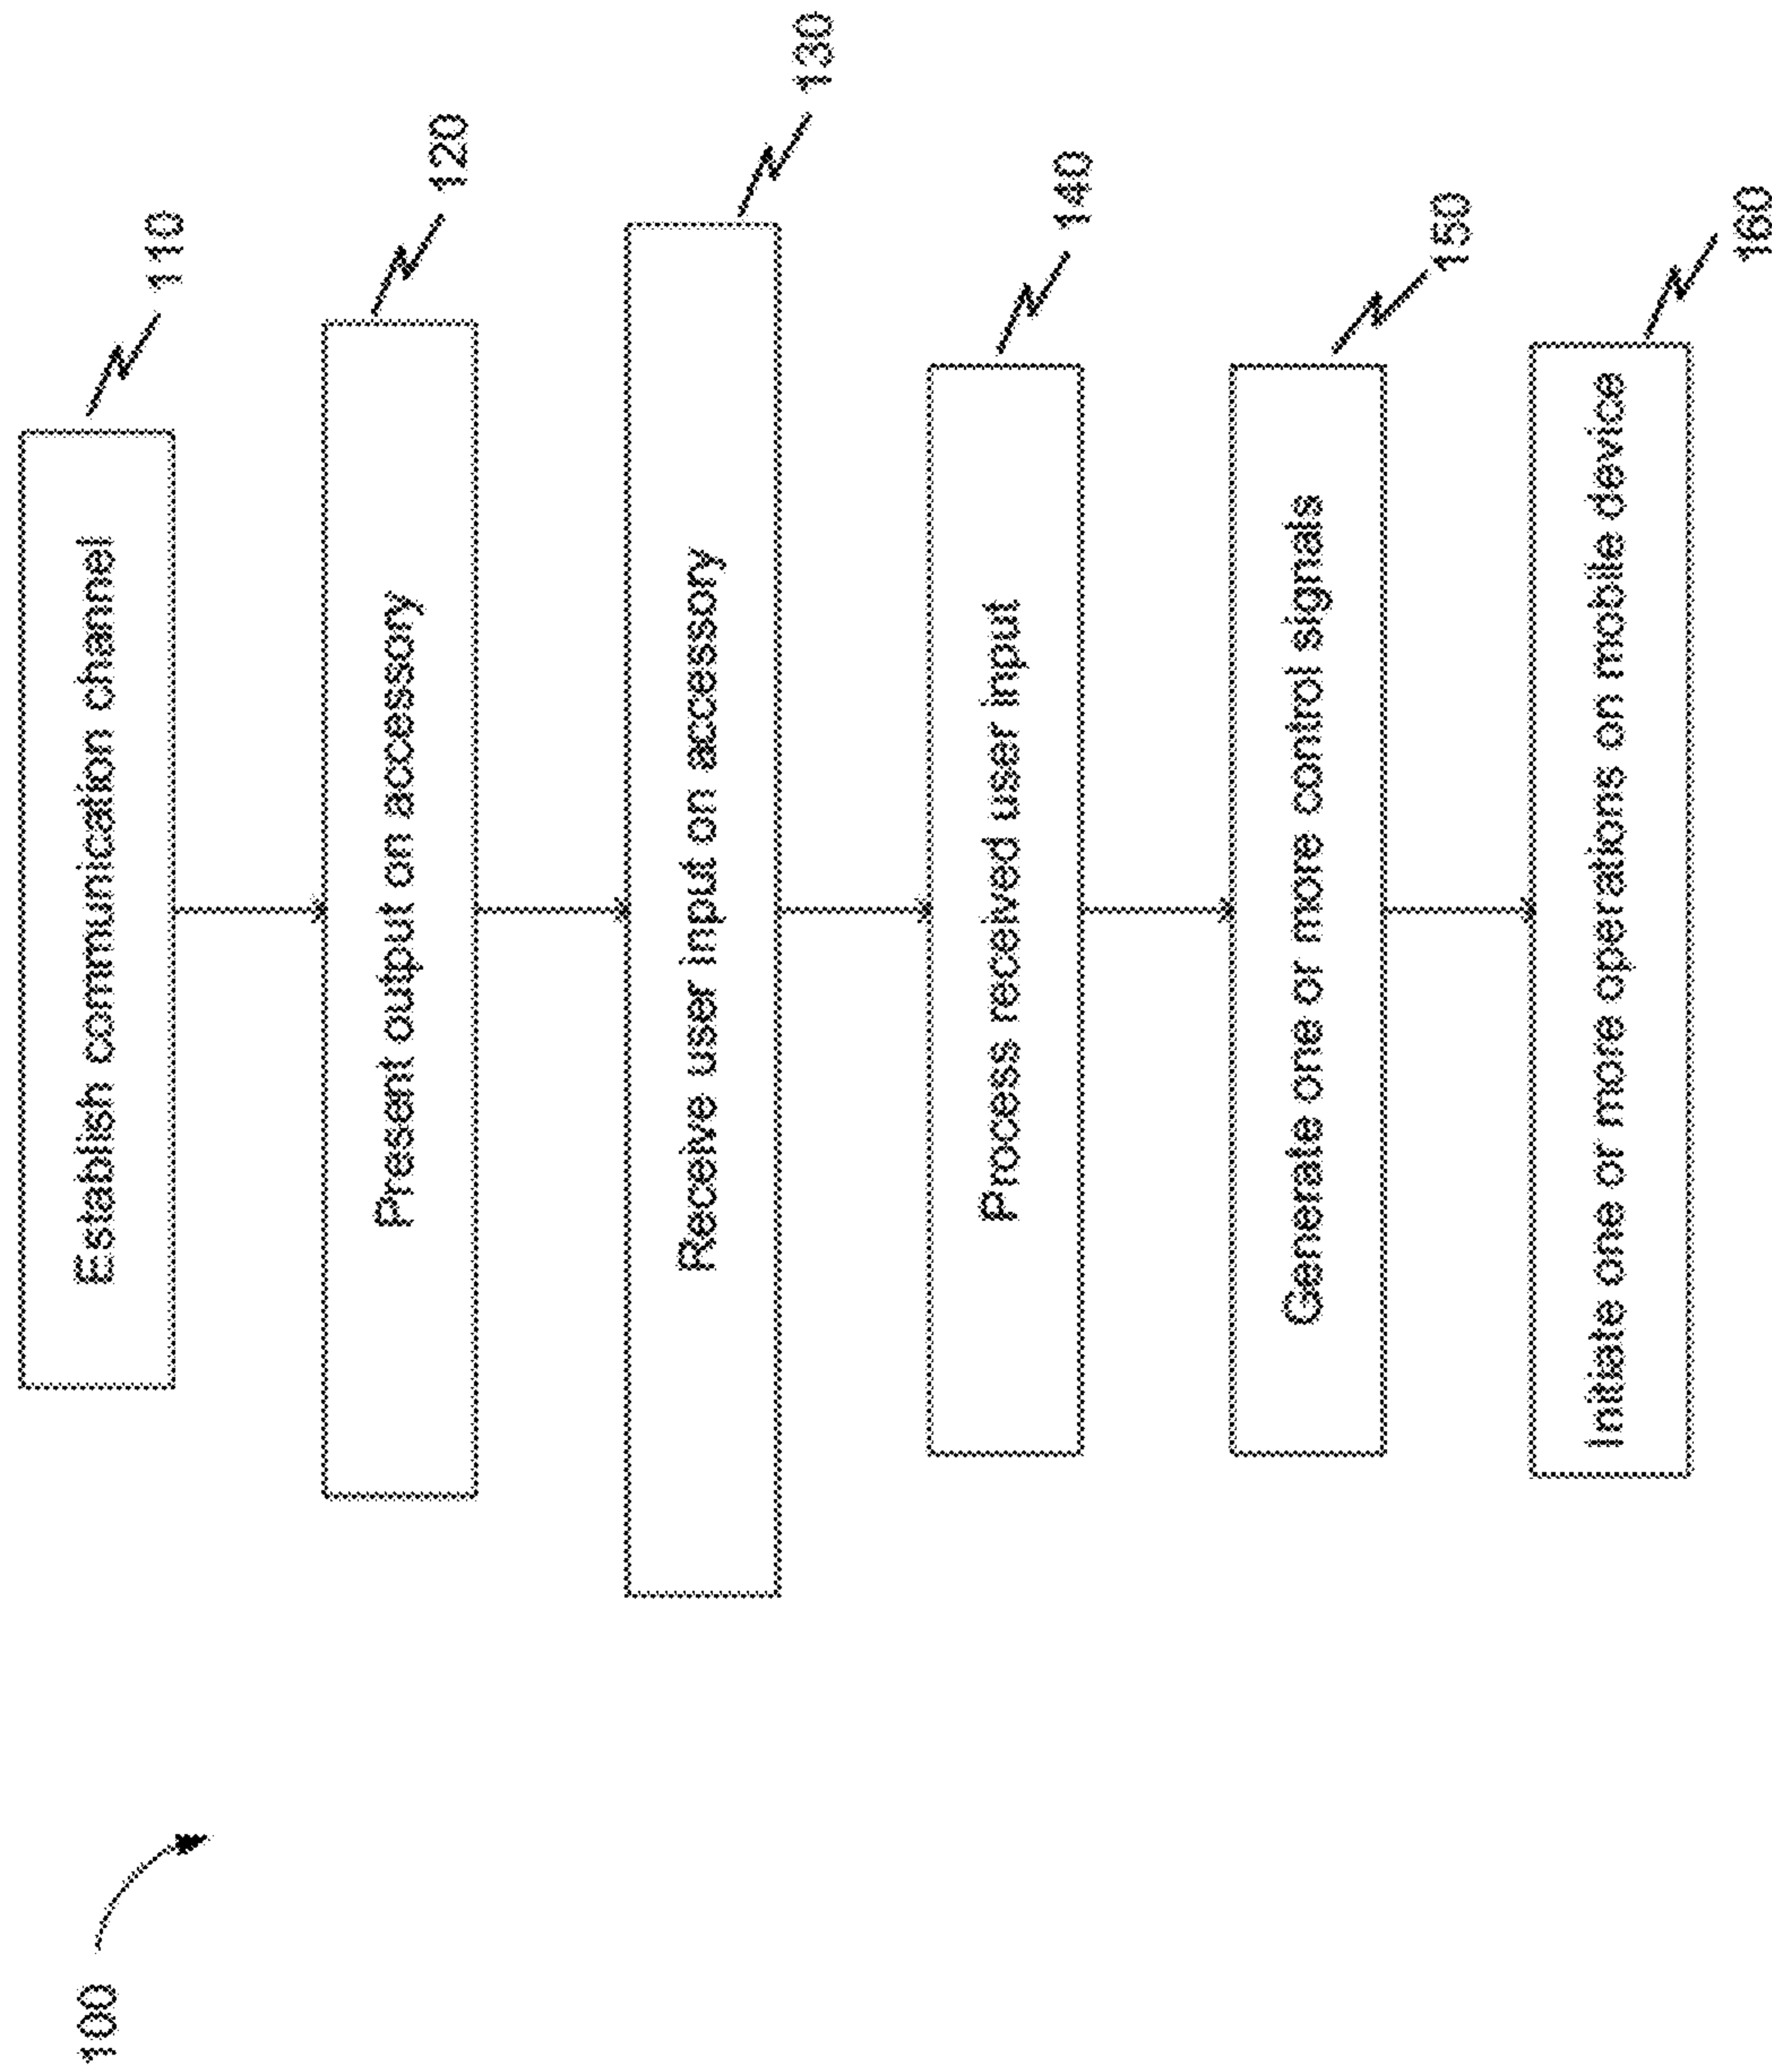 100
Establish communication channel
110
Present output on accessory
120
Receive user input on accessory
130
Process received user input
140
Generate one or more control signals
150
Initiate one or more operations on mobile device
160